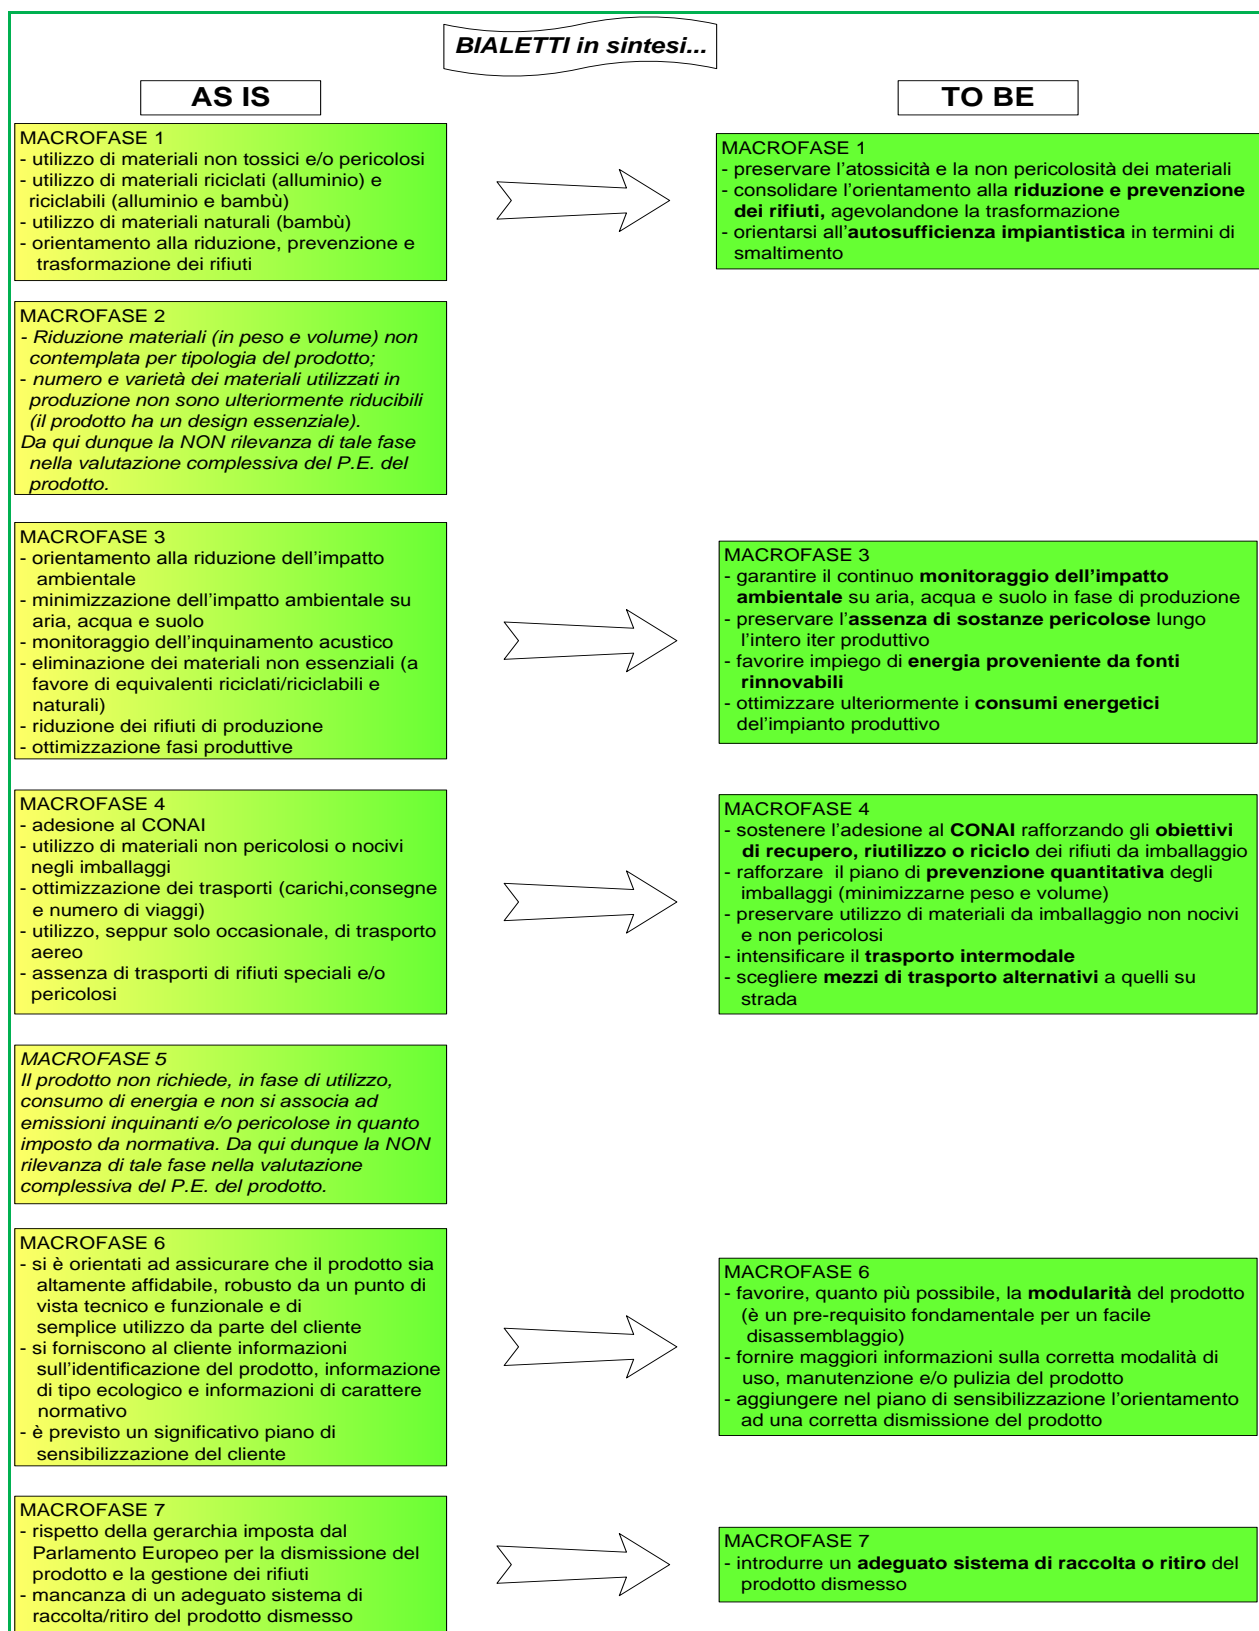 BIALETTI in sintesi...
AS IS
TO BE
MACROFASE 1
- utilizzo di materiali non tossici e/o pericolosi
- utilizzo di materiali riciclati (alluminio) e
riciclabili (alluminio e bambù)
- utilizzo di materiali naturali (bambù)
- orientamento alla riduzione, prevenzione e
trasformazione dei rifiuti
MACROFASE 1
- preservare l'atossicità e la non pericolosità dei materiali
- consolidare l'orientamento alla riduzione e prevenzione
dei rifiuti, agevolandone la trasformazione
- orientarsi all'autosufficienza impiantistica in termini di
smaltimento
MACROFASE 2
- Riduzione materiali (in peso e volume) non
contemplata per tipologia del prodotto;
- numero e varietà dei materiali utilizzati in
produzione non sono ulteriormente riducibili
(il prodotto ha un design essenziale).
Da qui dunque la NON rilevanza di tale fase
nella valutazione complessiva del P.E. del
prodotto.
MACROFASE 3
- orientamento alla riduzione dell'impatto
ambientale
- minimizzazione dell'impatto ambientale su
aria, acqua e suolo
- monitoraggio dell'inquinamento acustico
- eliminazione dei materiali non essenziali (a
favore di equivalenti riciclati/riciclabili e
naturali)
- riduzione dei rifiuti di produzione
- ottimizzazione fasi produttive
MACROFASE 3
- garantire il continuo monitoraggio dell'impatto
ambientale su aria, acqua e suolo in fase di produzione
- preservare l'assenza di sostanze pericolose lungo
l'intero iter produttivo
- favorire impiego di energia proveniente da fonti
rinnovabili
- ottimizzare ulteriormente i consumi energetici
del'impianto produttivo
MACROFASE 4
- adesione al CONAI
- utilizzo di materiali non pericolosi o nocivi
negli imballaggi
- ottimizzazione dei trasporti (carichi,consegne
e numero di viaggi)
- utilizzo, seppur solo occasionale, di trasporto
aereo
- assenza di trasporti di rifiuti speciali e/o
pericolosi
MACROFASE 4
- sostenere l'adesione al CONAI rafforzando gli obiettivi
di recupero, riutilizzo o riciclo dei rifiuti da imballaggio
- rafforzare il piano di prevenzione quantitativa degli
imballaggi (minimizzarne peso e volume)
- preservare utilizzo di materiali da imballaggio non nocivi
e non pericolosi
- intensificare il trasporto intermodale
- scegliere mezzi di trasporto alternativi a quelli su
strada
MACROFASE 5
Il prodotto non richiede, in fase di utilizzo,
consumo di energia e non si associa ad
emissioni inquinanti e/o pericolose in quanto
imposto da normativa. Da qui dunque la NON
rilevanza di tale fase nella valutazione
complessiva del P.E. del prodotto.
MACROFASE 6
- si è orientati ad assicurare che il prodotto sia
altamente affidabile, robusto da un punto di
vista tecnico e funzionale e di
semplice utilizzo da parte del cliente
- si forniscono al cliente informazioni
sull'identificazione del prodotto, informazione
di tipo ecologico e informazioni di carattere
normativo
- è previsto un significativo piano di
sensibilizzazione del cliente
MACROFASE 6
- favorire, quanto più possibile, la modularità del prodotto
(è un pre-requisito fondamentale per un facile
disassemblaggio)
- fornire maggiori informazioni sulla corretta modalità di
uso, manutenzione e/o pulizia del prodotto
- aggiungere nel piano di sensibilizzazione l'orientamento
ad una corretta dismissione del prodotto
MACROFASE 7
- rispetto della gerarchia imposta dal
Parlamento Europeo per la dismissione del
prodotto e la gestione dei rifiuti
- mancanza di un adeguato sistema di
raccolta/ritiro del prodotto dismesso
MACROFASE 7
- introdurre un adeguato sistema di raccolta o ritiro del
prodotto dismesso